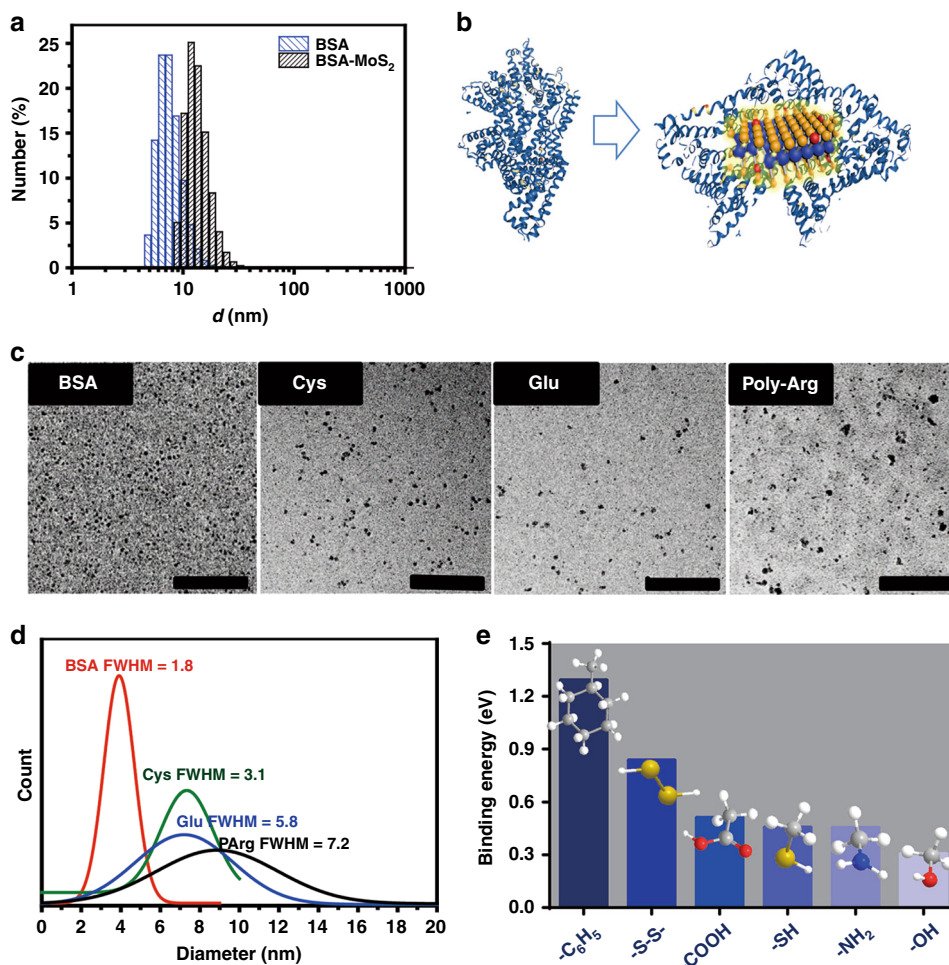 a
25
20
15
10
5
0
Number (%)
BSA
BSA-MoS₂
1
10
100
1000
d (nm)
b
c
BSA
Cys
Glu
Poly-Arg
d
BSA FWHM = 1.8
Cys FWHM = 3.1
Glu FWHM = 5.8
PArg FWHM = 7.2
Count
0 2 4 6 8 10 12 14 16 18 20
Diameter (nm)
e
1.5
1.2
0.9
0.6
0.3
0.0
Binding energy (eV)
-C₆H₅
-S-S-
COOH
-SH
-NH₂
-OH